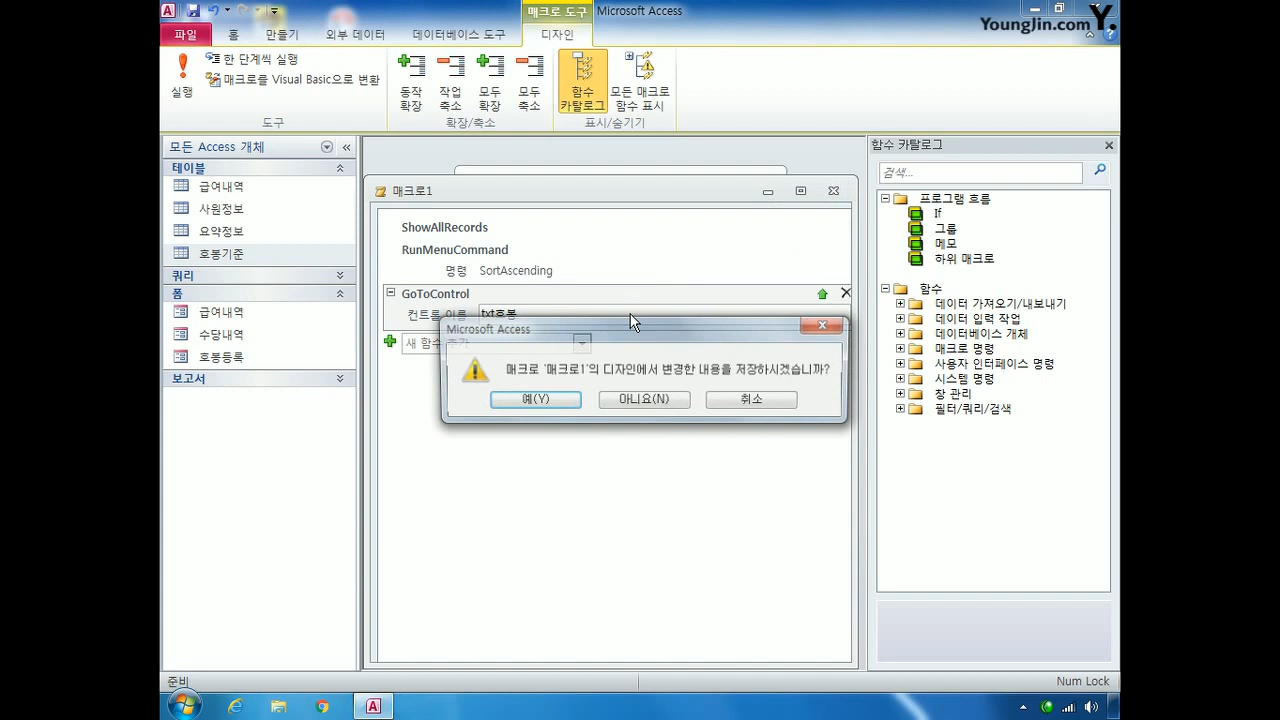 매크로 도구
Microsoft Access
YoungJin.com Y.
파일
홈
만들기
외부 데이터
데이터베이스 도구
디자인
실행
한 단계씩 실행
매크로를 Visual Basic으로 변환
도구
동작 확장
작업 축소
모두 확장
모두 축소
확장/축소
함수 카탈로그
모든 매크로 함수 표시
표시/숨기기
모든 Access 개체
테이블
급여내역
사원정보
요약정보
호봉기준
쿼리
폼
급여내역
수당내역
호봉등록
보고서
매크로1
ShowAllRecords
RunMenuCommand
명령 SortAscending
GoToControl
컨트롤 이름 txt호봉
새 함수 추가
Microsoft Access
매크로 '매크로1'의 디자인에서 변경한 내용을 저장하시겠습니까?
예(Y)
아니요(N)
취소
함수 카탈로그
검색...
프로그램 흐름
If
그룹
메모
하위 매크로
함수
데이터 가져오기/내보내기
데이터 입력 작업
데이터베이스 개체
매크로 명령
사용자 인터페이스 명령
시스템 명령
창 관리
필터/쿼리/검색
준비
Num Lock